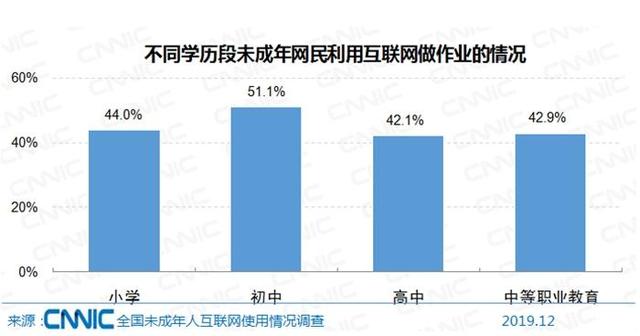 不同学历段未成年网民利用互联网做作业的情况
60%
40%
20%
0%
44.0%
51.1%
42.1%
42.9%
小学
初中
高中
中等职业教育
来源：CNNIC 全国未成年人互联网使用情况调查
2019.12